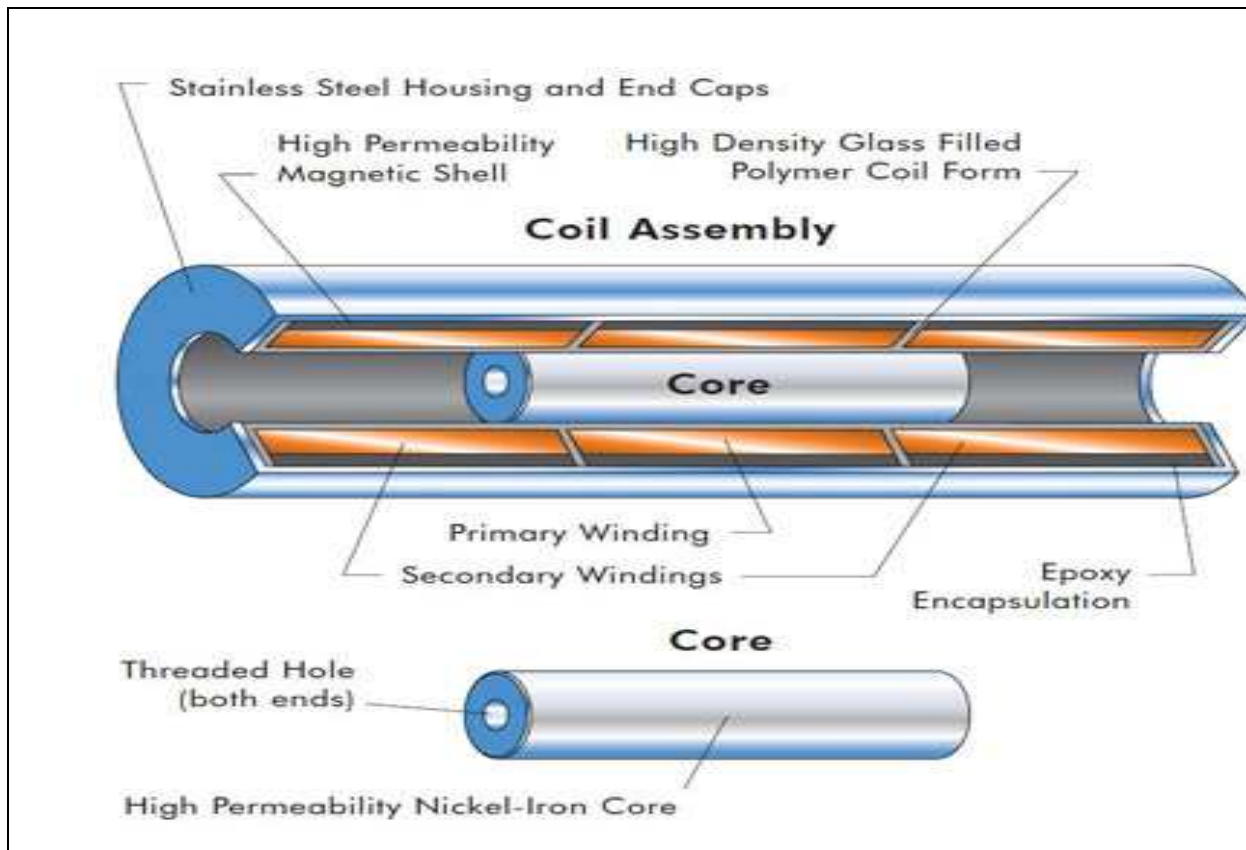 Stainless Steel Housing and End Caps
High Permeability
Magnetic Shell
High Density Glass Filled
Polymer Coil Form
Coil Assembly
Core
Primary Winding
Secondary Windings
Epoxy
Encapsulation
Core
Threaded Hole
(both ends)
High Permeability Nickel-Iron Core